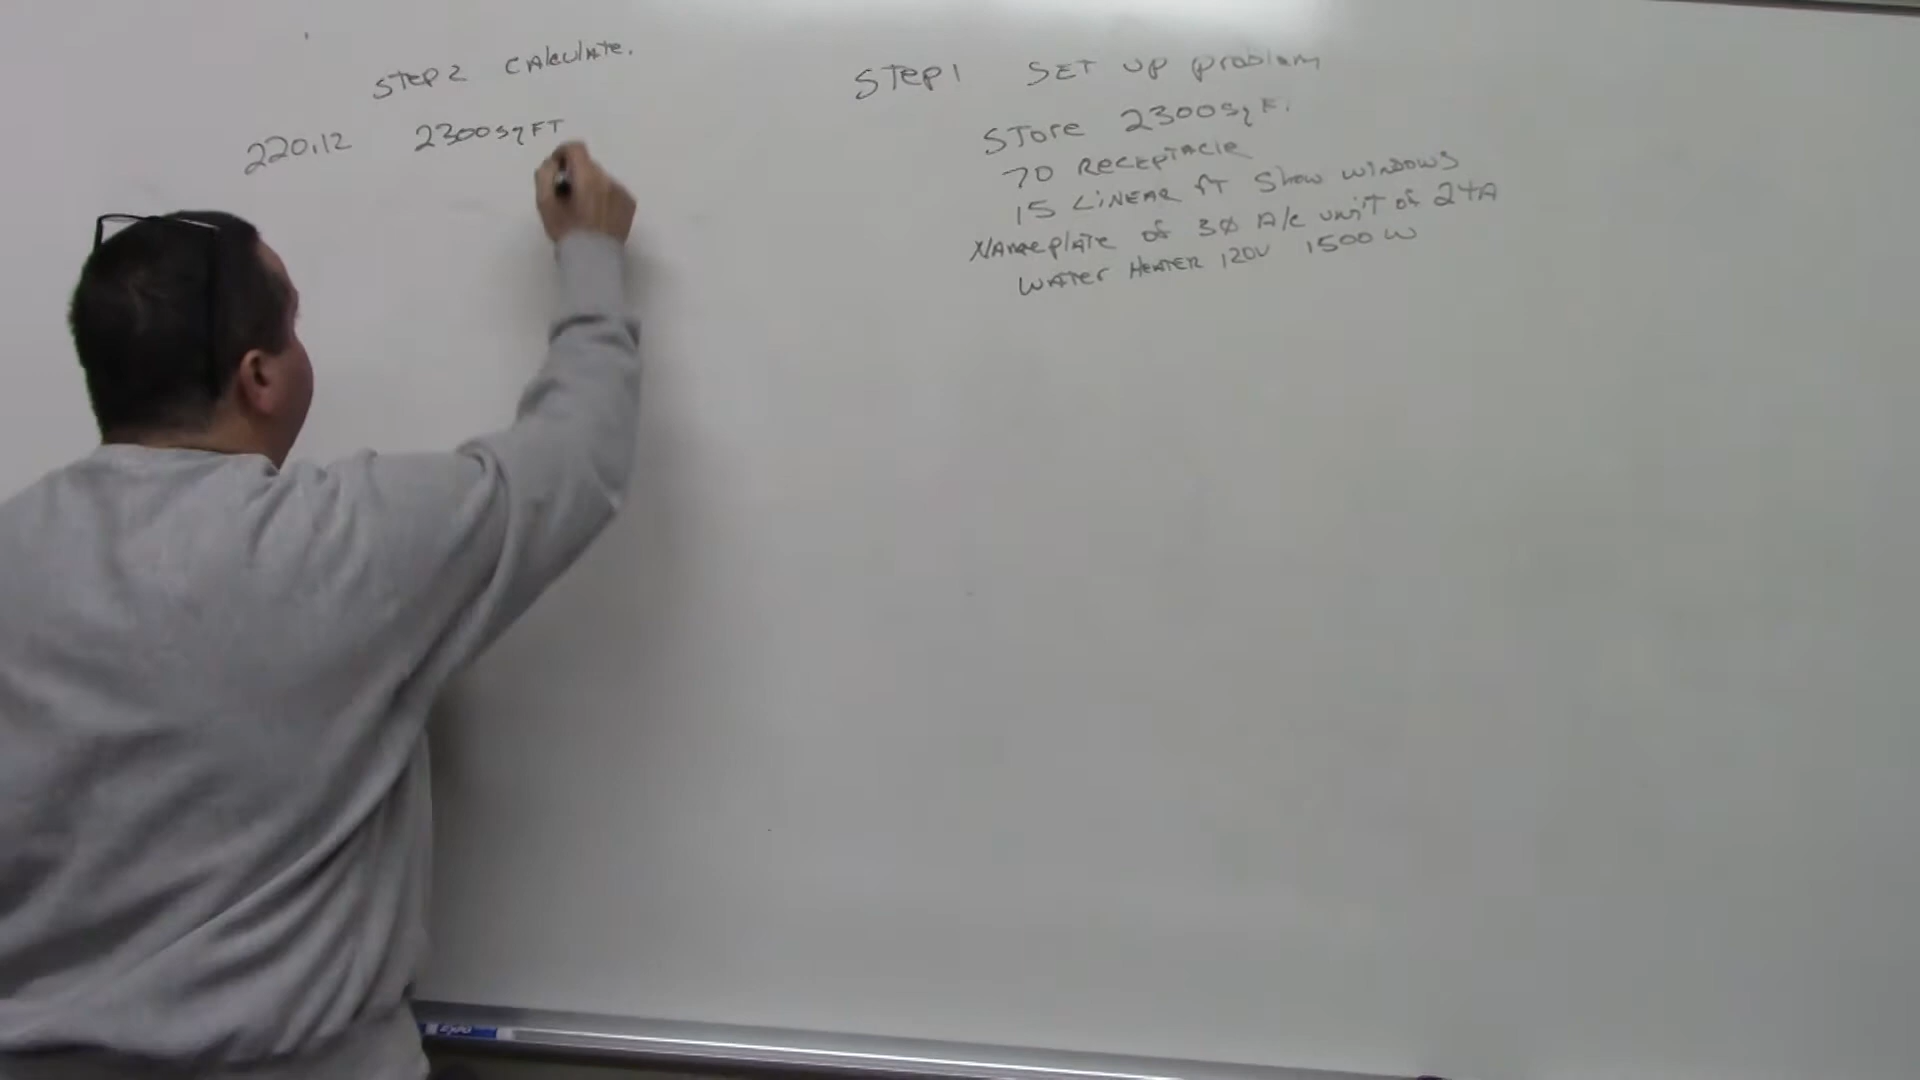 STEP 2 CALCULATE.
220.12 2300 Sq FT
STEP 1 SET UP problem
STORE 2300 Sq F.
70 RECEPTACLE
15 LINEAR FT SHOW WINDOWS
NAMEPLATE OF 3Ø A/C UNIT OF 24A
WATER HEATER 120V 1500 W